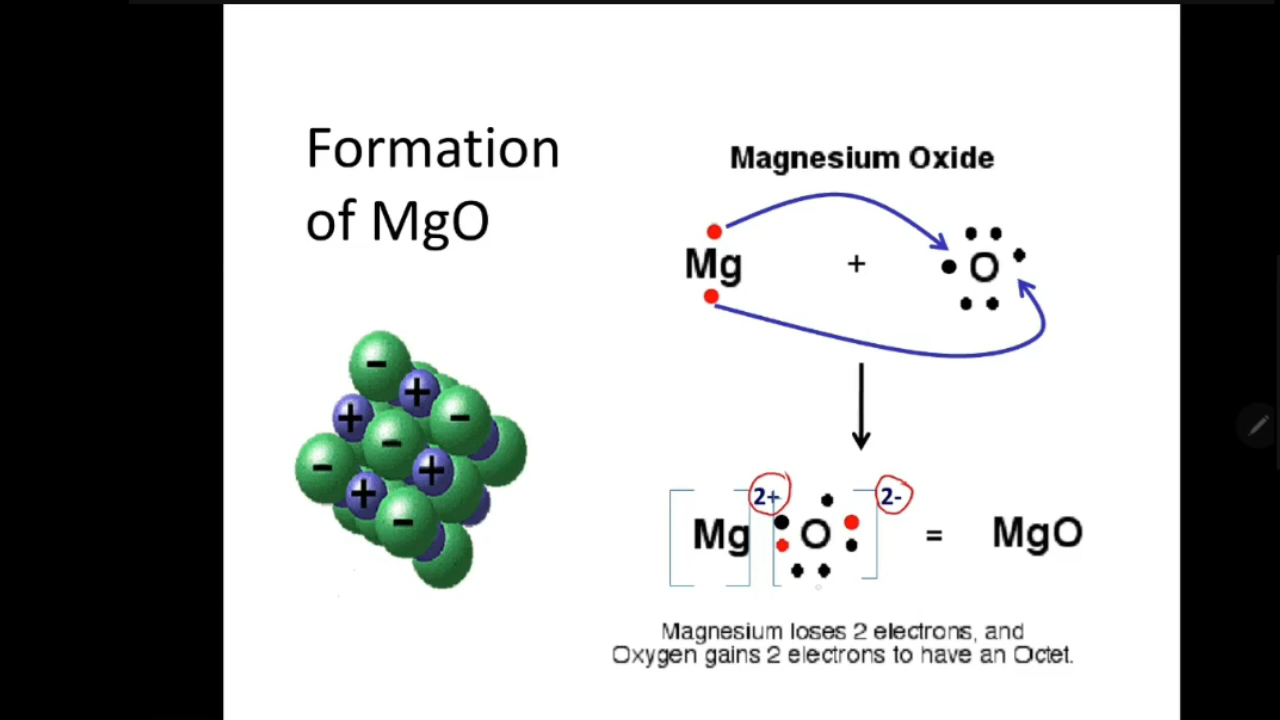 Formation
of MgO
Magnesium Oxide
Mg + O
Mg 2+ O 2- = MgO
Magnesium loses 2 electrons, and
Oxygen gains 2 electrons to have an Octet.
- + + - - - + + -